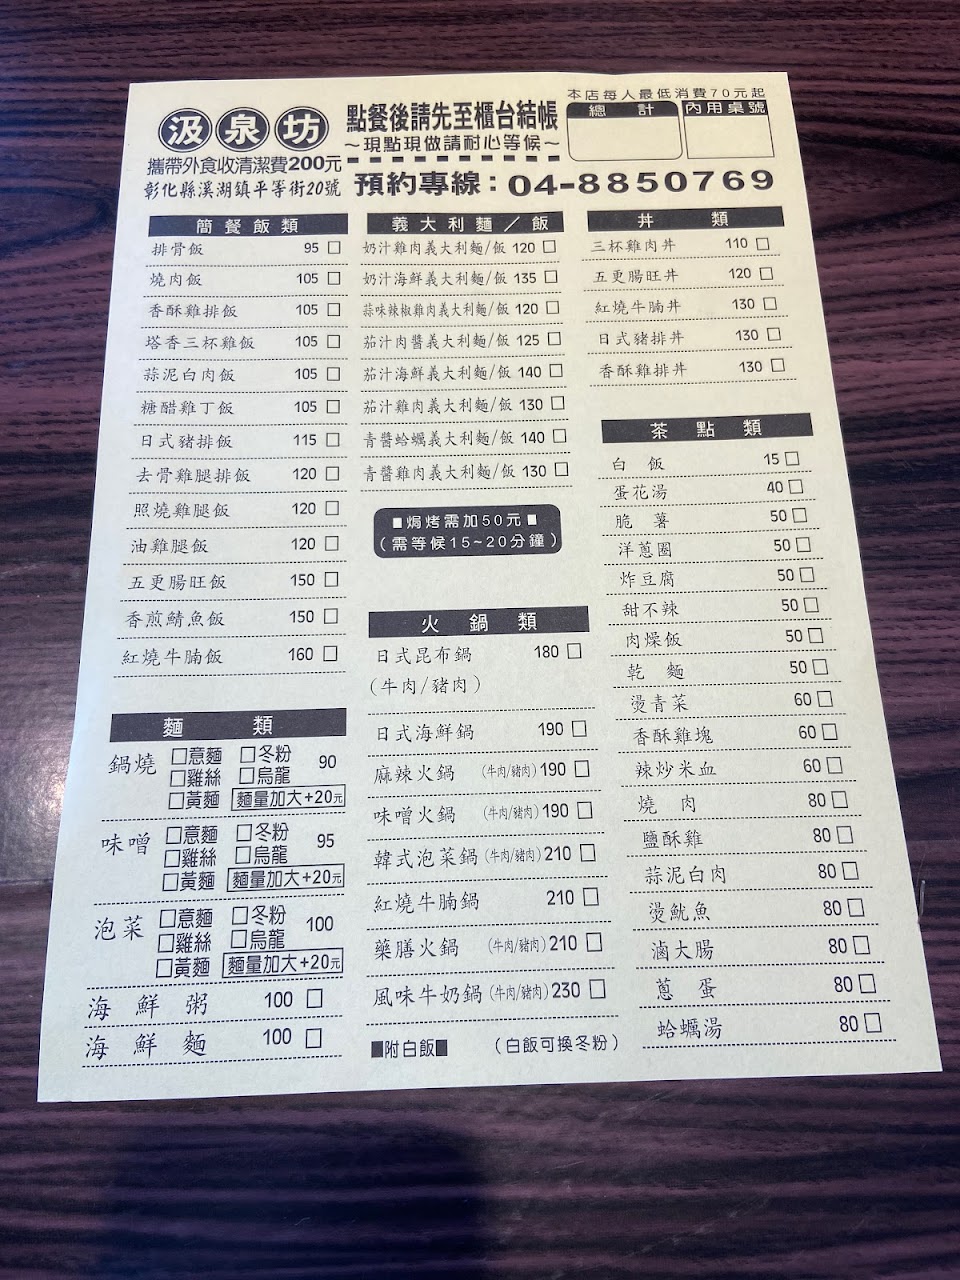 汲泉坊
攜帶外食收清潔費200元
彰化縣溪湖鎮平等街20號
點餐後請先至櫃台結帳
～現點現做請耐心等候～
預約專線：04-8850769
本店每人最低消費70元起
總計
內用桌號
簡餐飯類
排骨飯 95 □
燒肉飯 105 □
香酥雞排飯 105 □
塔香三杯雞飯 105 □
蒜泥白肉飯 105 □
糖醋雞丁飯 105 □
日式豬排飯 115 □
去骨雞腿排飯 120 □
照燒雞腿飯 120 □
油雞腿飯 120 □
五更腸旺飯 150 □
香煎鯖魚飯 150 □
紅燒牛腩飯 160 □
麵類
鍋燒 □意麵 □冬粉 90
□雞絲 □烏龍
□黃麵 麵量加大+20元
味噌 □意麵 □冬粉 95
□雞絲 □烏龍
□黃麵 麵量加大+20元
泡菜 □意麵 □冬粉 100
□雞絲 □烏龍
□黃麵 麵量加大+20元
海鮮粥 100 □
海鮮麵 100 □
義大利麵／飯
奶汁雞肉義大利麵/飯 120 □
奶汁海鮮義大利麵/飯 135 □
蒜味辣椒雞肉義大利麵/飯 120 □
茄汁肉醬義大利麵/飯 125 □
茄汁海鮮義大利麵/飯 140 □
茄汁雞肉義大利麵/飯 130 □
青醬蛤蠣義大利麵/飯 140 □
青醬雞肉義大利麵/飯 130 □
■焗烤需加50元■
（需等候15~20分鐘）
火鍋類
日式昆布鍋 180 □
（牛肉/豬肉）
日式海鮮鍋 190 □
麻辣火鍋 （牛肉/豬肉）190 □
味噌火鍋 （牛肉/豬肉）190 □
韓式泡菜鍋（牛肉/豬肉）210 □
紅燒牛腩鍋 210 □
藥膳火鍋 （牛肉/豬肉）210 □
風味牛奶鍋（牛肉/豬肉）230 □
■附白飯■ （白飯可換冬粉）
丼類
三杯雞肉丼 110 □
五更腸旺丼 120 □
紅燒牛腩丼 130 □
日式豬排丼 130 □
香酥雞排丼 130 □
茶點類
白飯 15 □
蛋花湯 40 □
脆薯 50 □
洋蔥圈 50 □
炸豆腐 50 □
甜不辣 50 □
肉燥飯 50 □
乾麵 50 □
燙青菜 60 □
香酥雞塊 60 □
辣炒米血 60 □
燒肉 80 □
鹽酥雞 80 □
蒜泥白肉 80 □
燙魷魚 80 □
滷大腸 80 □
蔥蛋 80 □
蛤蠣湯 80 □